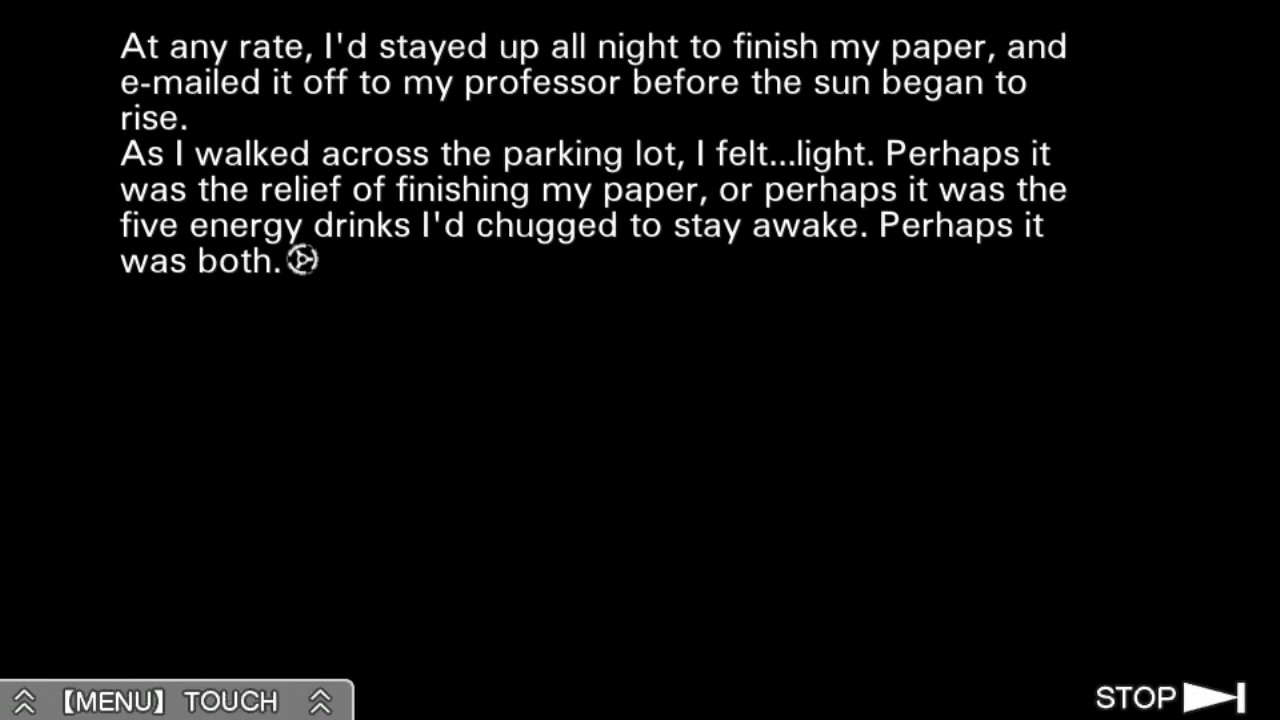 At any rate, I'd stayed up all night to finish my paper, and
e-mailed it off to my professor before the sun began to
rise.
As I walked across the parking lot, I felt...light. Perhaps it
was the relief of finishing my paper, or perhaps it was the
five energy drinks I'd chugged to stay awake. Perhaps it
was both.
【MENU】 TOUCH
STOP